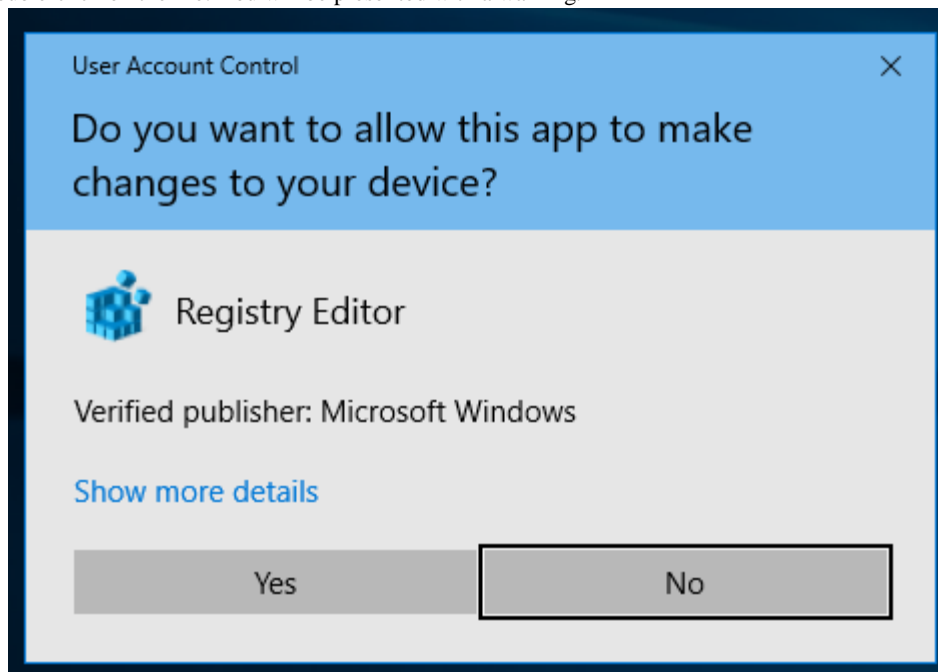 User Account Control
Do you want to allow this app to make
changes to your device?
Registry Editor
Verified publisher: Microsoft Windows
Show more details
Yes
No